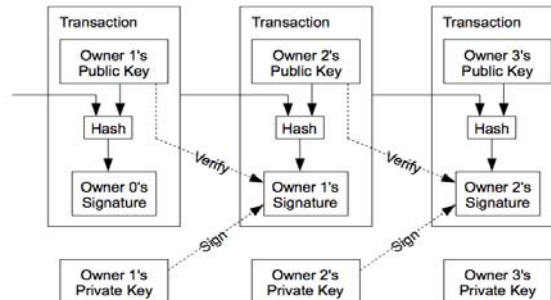 Transaction
Owner 1's
Public Key
Hash
Owner 0's
Signature
Transaction
Owner 2's
Public Key
Hash
Verify
Owner 1's
Signature
Transaction
Owner 3's
Public Key
Hash
Verify
Owner 2's
Signature
Owner 1's
Private Key
Sign
Owner 2's
Private Key
Sign
Owner 3's
Private Key